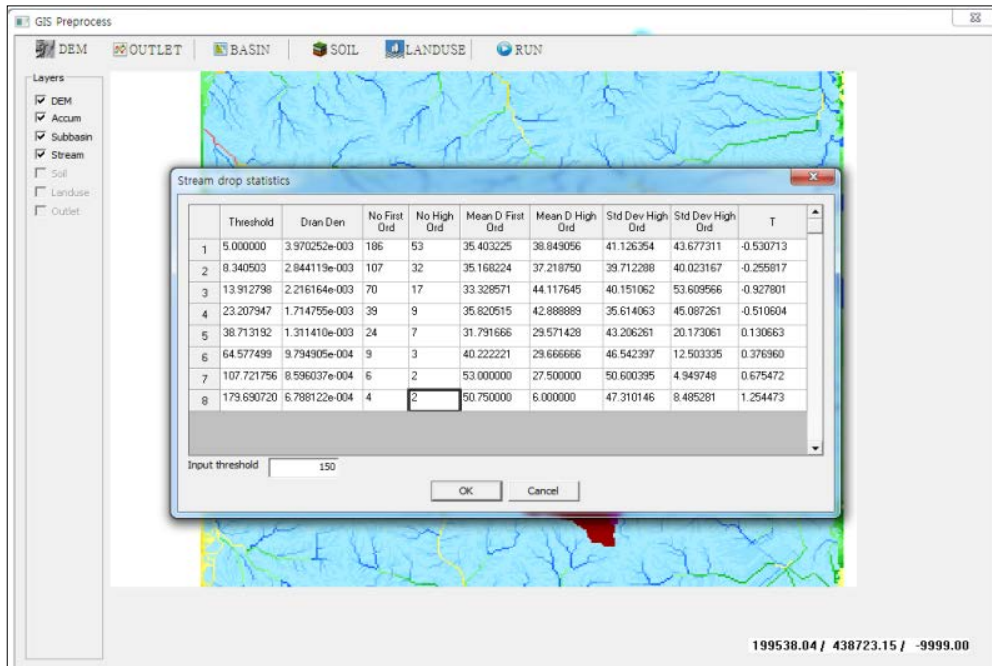 GIS Preprocess
DEM OUTLET BASIN SOIL LANDUSE RUN
Layers
DEM
Accum
Subbasin
Stream
Soil
Landuse
Outlet
Stream drop statistics
Threshold Dran Den No First Ord No High Ord Mean D First Ord Mean D High Ord Std Dev High Ord Std Dev High Ord T
1 5.000000 3.970252e-003 186 53 35.403225 38.849056 41.126354 43.677311 -0.530713
2 8.340503 2.844119e-003 107 32 35.168224 37.218750 39.712288 40.023167 -0.255817
3 13.912798 2.216164e-003 70 17 33.328571 44.117645 40.151062 53.609566 -0.927801
4 23.207947 1.714755e-003 39 9 35.820515 42.888889 35.614063 45.087261 -0.510604
5 38.713192 1.311410e-003 24 7 31.791666 29.571428 43.206261 20.173061 0.130663
6 64.577499 9.794905e-004 9 3 40.222221 29.666666 46.542397 12.503335 0.376960
7 107.721756 8.596037e-004 6 2 53.000000 27.500000 50.600395 4.949748 0.675472
8 179.690720 6.788122e-004 4 2 50.750000 6.000000 47.310146 8.485281 1.254473
Input threshold 150
OK Cancel
199538.04 / 438723.15 / -9999.00